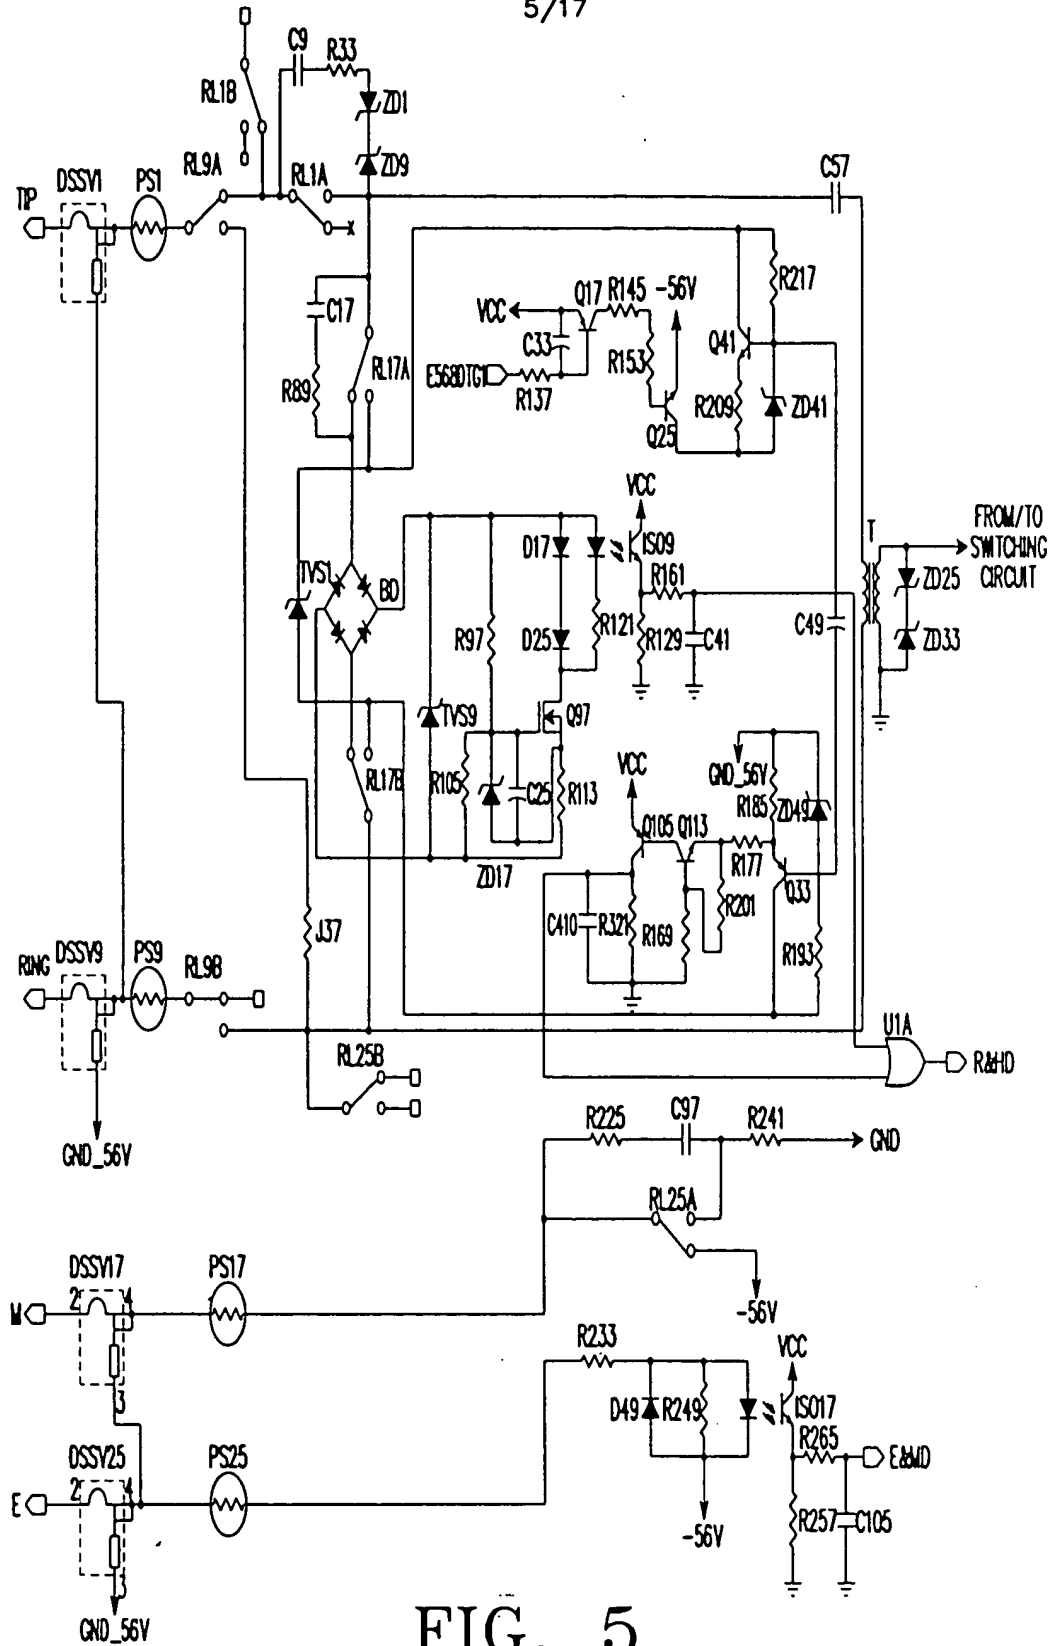 5/17
C9
R33
RL1B
ZD1
ZD9
RL9A
RL1A
C57
DSSV1
PS1
TIP
R217
Q17
R145
-56V
VCC
C17
C33
Q41
R153
E568DTG1
R137
RL17A
R89
R209
ZD41
Q25
VCC
FROM/TO
SWITCHING
CIRCUIT
T
D17
ISO9
TVS1
BD
R161
ZD25
R97
D25
R121
R129
C41
C49
ZD33
TVS9
Q97
RL17B
R105
C25
R113
VCC
GND_56V
R185
ZD49
Q105
Q113
R177
ZD17
Q33
R201
C410
R321
R169
J37
R193
RING
DSSV9
PS9
RL9B
U1A
RL25B
R&HD
GND_56V
R225
C97
R241
GND
RL25A
DSSV17
PS17
2
4
M
-56V
3
R233
VCC
D49
R249
ISO17
DSSV25
PS25
R265
2
4
E&MD
E
-56V
R257
C105
3
GND_56V
FIG. 5